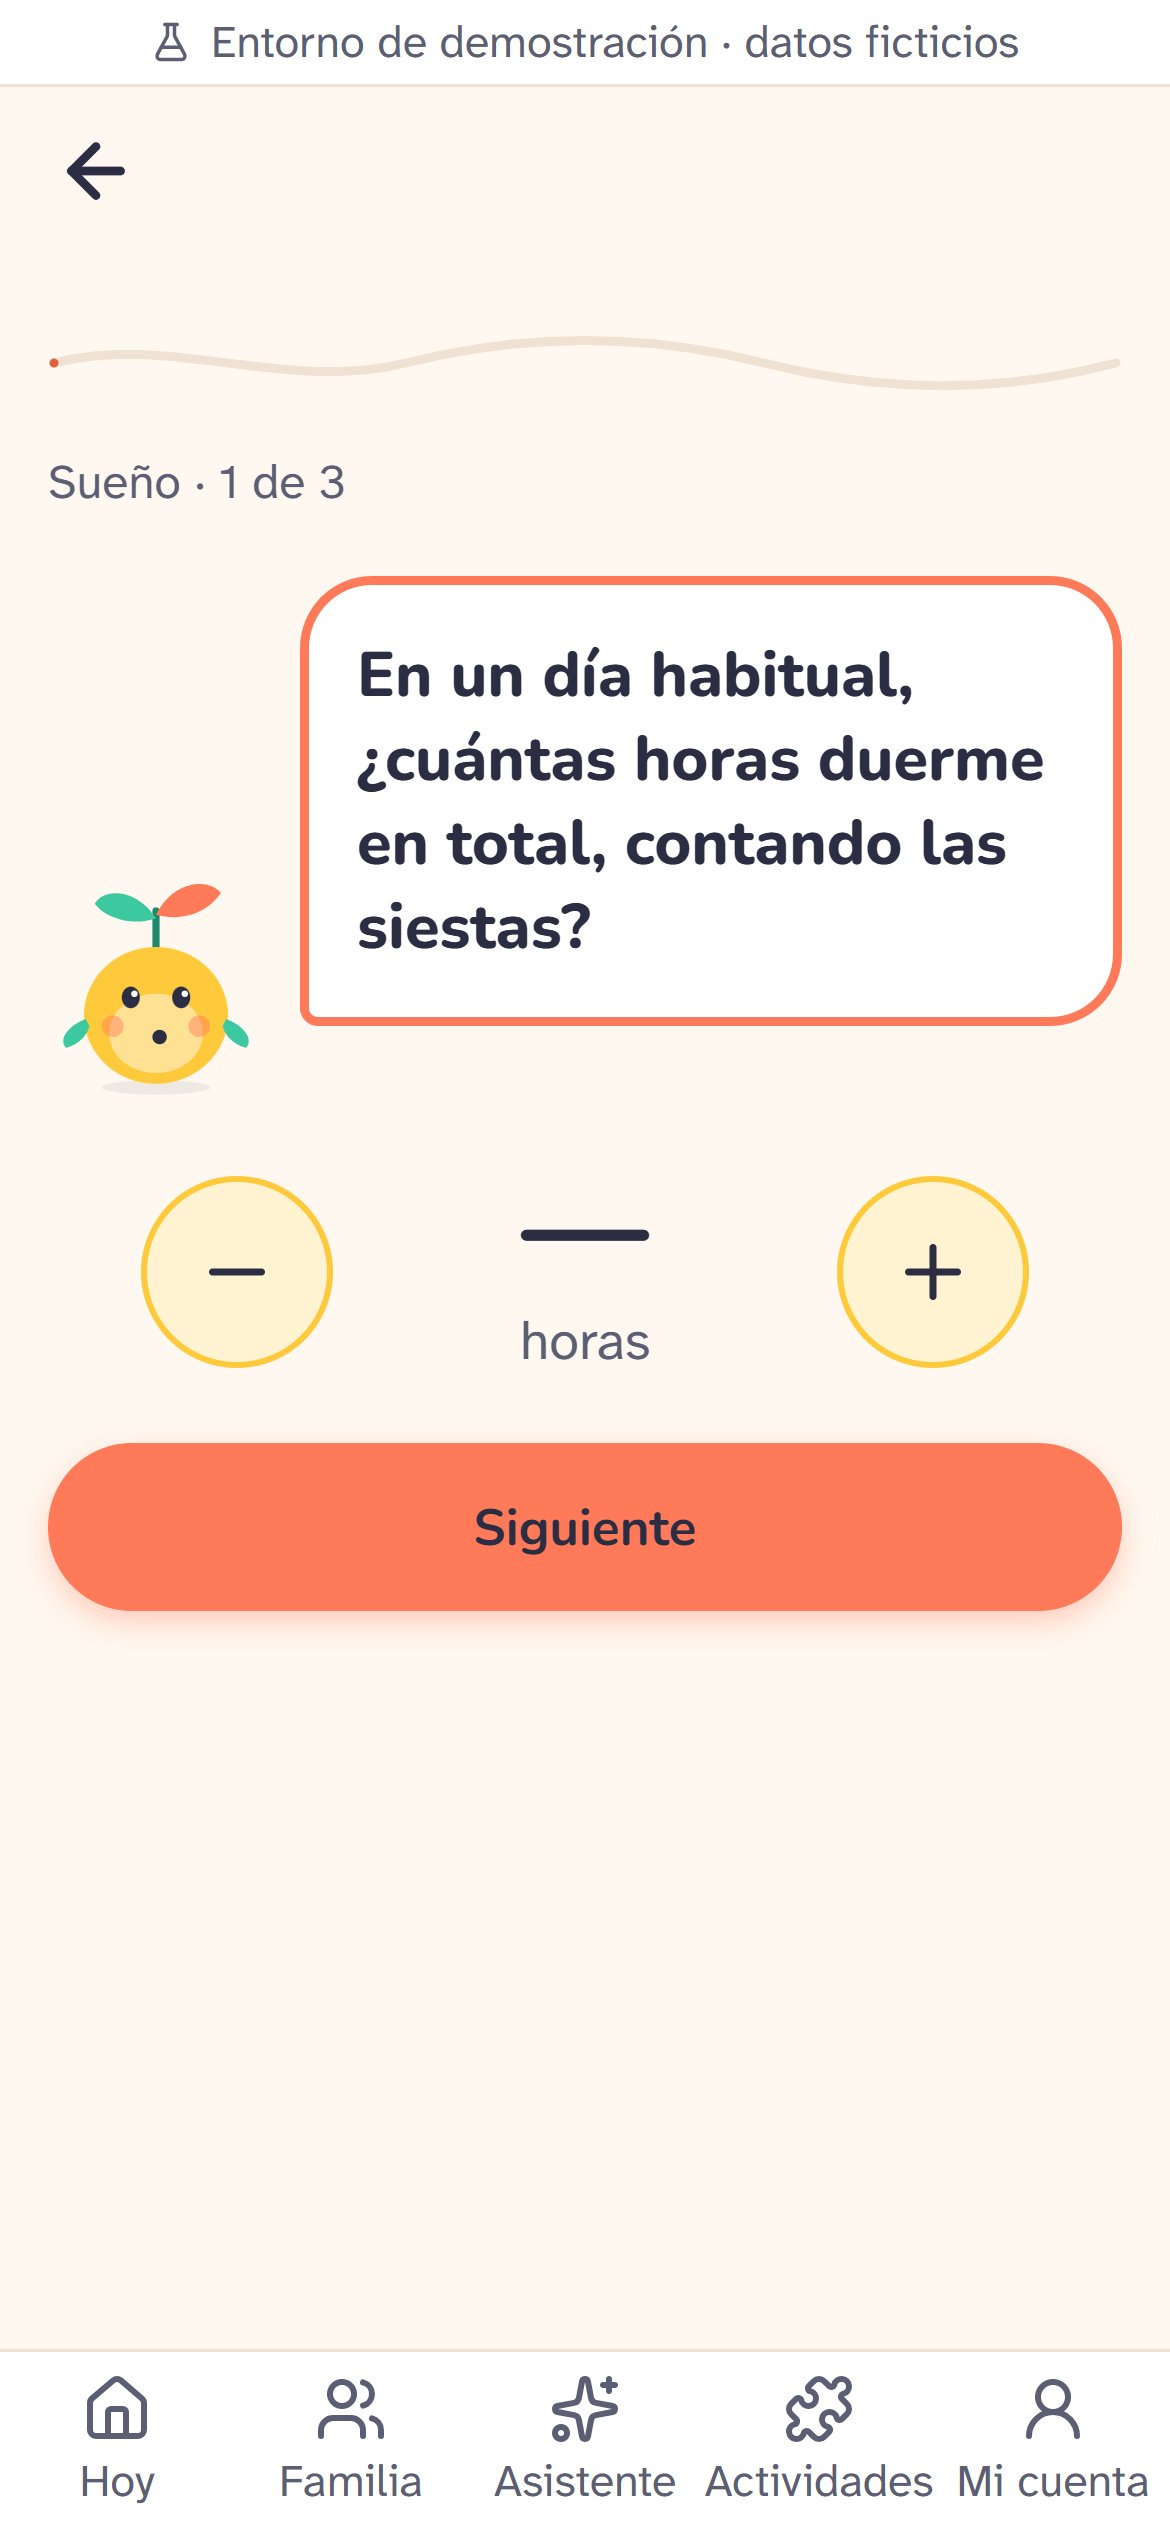 Entorno de demostración · datos ficticios
Sueño · 1 de 3
En un día habitual,
¿cuántas horas duerme
en total, contando las
siestas?
—
horas
Siguiente
Hoy
Familia
Asistente
Actividades
Mi cuenta